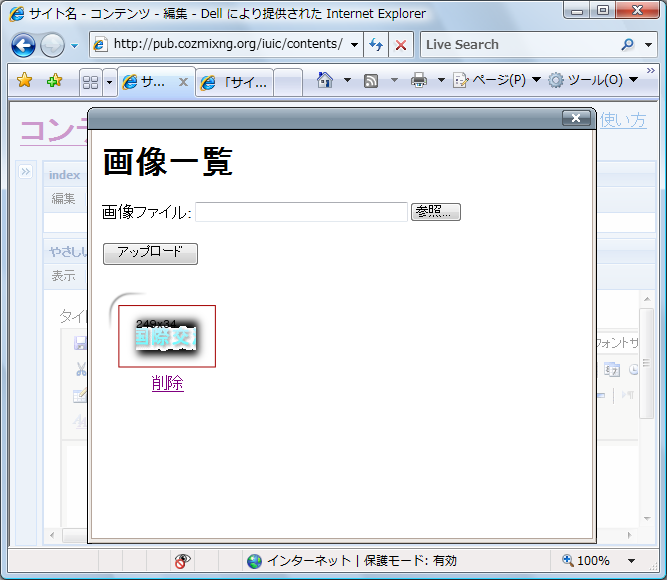 サイト名 - コンテンツ - 編集 - Dell により提供された Internet Explorer
http://pub.cozmixng.org/iuic/contents/
Live Search
サ...
「サイ...
ページ(P)
ツール(O)
コンテ
使い方
index
編集
やさしい
表示
タイ
フォントサ
画像一覧
画像ファイル:
参照...
アップロード
国際交
削除
インターネット | 保護モード: 有効
100%